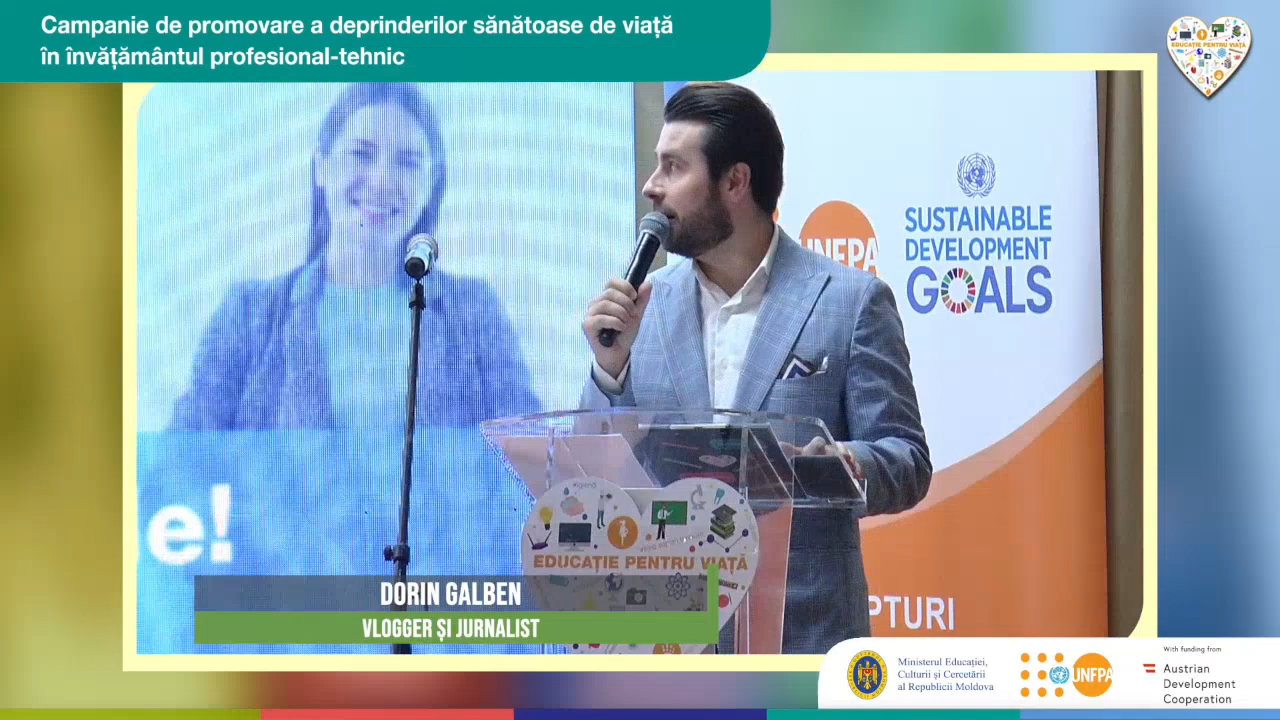 Campanie de promovare a deprinderilor sănătoase de viață
în învățământul profesional-tehnic
EDUCAȚIE PENTRU VIAȚĂ
UNFPA
SUSTAINABLE
DEVELOPMENT
GOALS
e!
EDUCAȚIE PENTRU VIAȚĂ
DORIN GALBEN
VLOGGER ȘI JURNALIST
PTURI
Ministerul Educației,
Culturii și Cercetării
al Republicii Moldova
UNFPA
With funding from
Austrian
Development
Cooperation